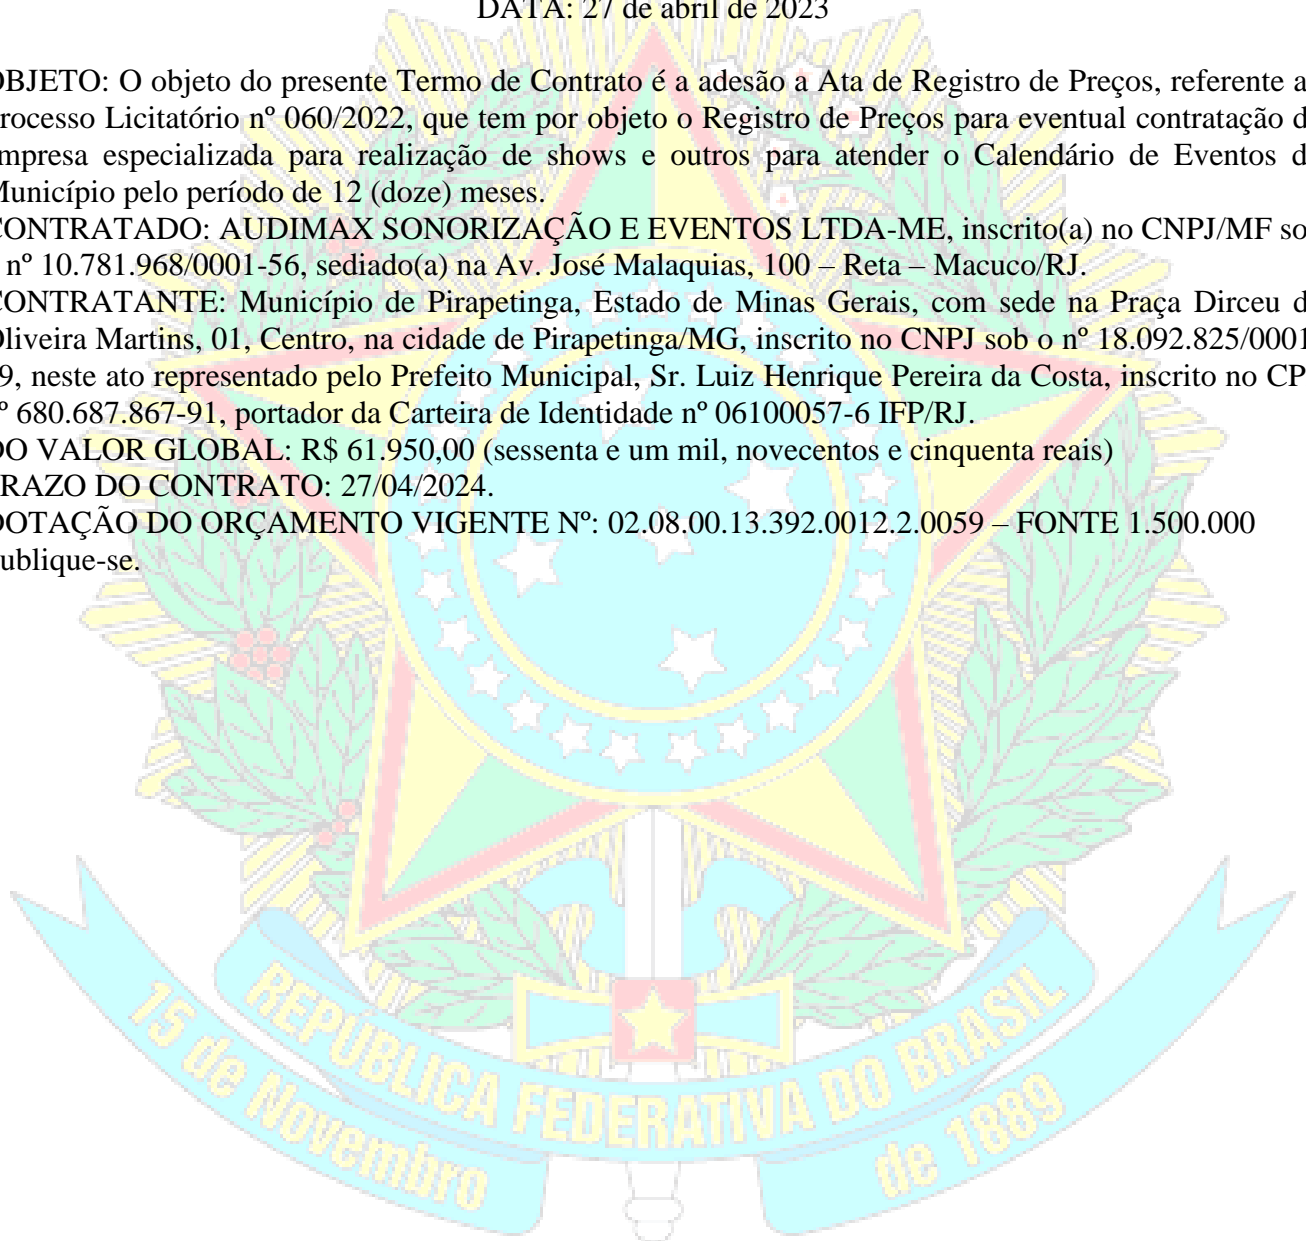 DATA: 27 de abril de 2023
OBJETO: O objeto do presente Termo de Contrato é a adesão a Ata de Registro de Preços, referente a
rocesso Licitatório nº 060/2022, que tem por objeto o Registro de Preços para eventual contratação d
mpresa especializada para realização de shows e outros para atender o Calendário de Eventos d
Município pelo período de 12 (doze) meses.
CONTRATADO: AUDIMAX SONORIZAÇÃO E EVENTOS LTDA-ME, inscrito(a) no CNPJ/MF so
nº 10.781.968/0001-56, sediado(a) na Av. José Malaquias, 100 – Reta – Macuco/RJ.
CONTRATANTE: Município de Pirapetinga, Estado de Minas Gerais, com sede na Praça Dirceu d
Oliveira Martins, 01, Centro, na cidade de Pirapetinga/MG, inscrito no CNPJ sob o nº 18.092.825/0001
9, neste ato representado pelo Prefeito Municipal, Sr. Luiz Henrique Pereira da Costa, inscrito no CP
º 680.687.867-91, portador da Carteira de Identidade nº 06100057-6 IFP/RJ.
DO VALOR GLOBAL: R$ 61.950,00 (sessenta e um mil, novecentos e cinquenta reais)
RAZO DO CONTRATO: 27/04/2024.
DOTAÇÃO DO ORÇAMENTO VIGENTE Nº: 02.08.00.13.392.0012.2.0059 – FONTE 1.500.000
ublique-se.
REPÚBLICA FEDERATIVA DO BRASIL
15 de Novembro de 1889